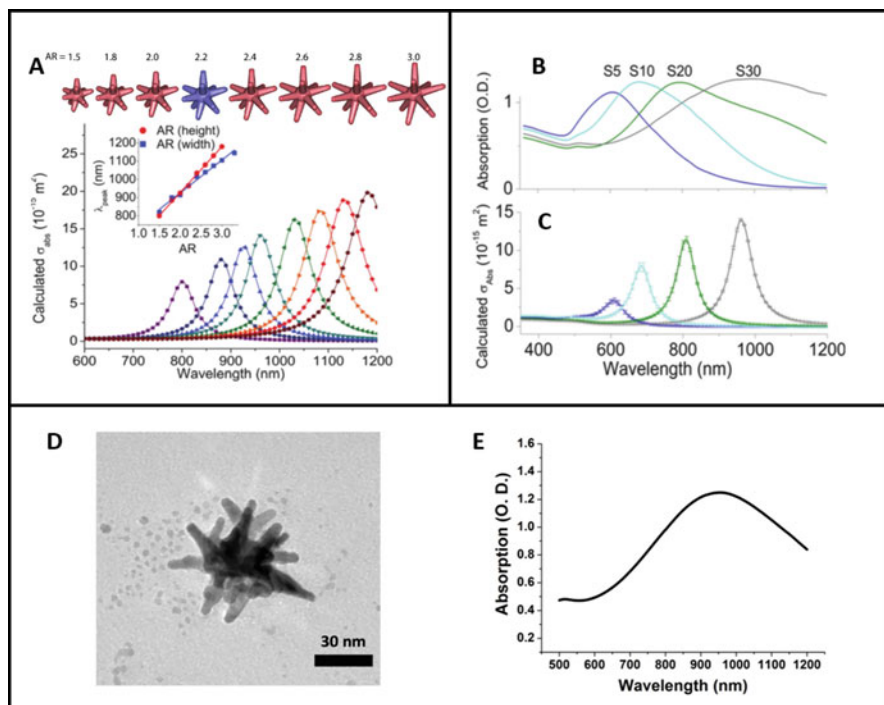 AR = 1.5 1.8 2.0 2.2 2.4 2.6 2.8 3.0
A
1200
1100
1000
900
800
λpeak (nm)
AR (height)
AR (width)
1.0 1.5 2.0 2.5 3.0
AR
25
20
15
10
5
0
Calculated σabs (10⁻¹⁵ m²)
600 700 800 900 1000 1100 1200
Wavelength (nm)
B
S5 S10 S20 S30
1
0
Absorption (O.D.)
C
15
10
5
0
Calculated σAbs (10⁻¹⁵ m²)
400 600 800 1000 1200
Wavelength (nm)
D
30 nm
E
1.6
1.4
1.2
1.0
0.8
0.6
0.4
0.2
Absorption (O. D.)
500 600 700 800 900 1000 1100 1200
Wavelength (nm)